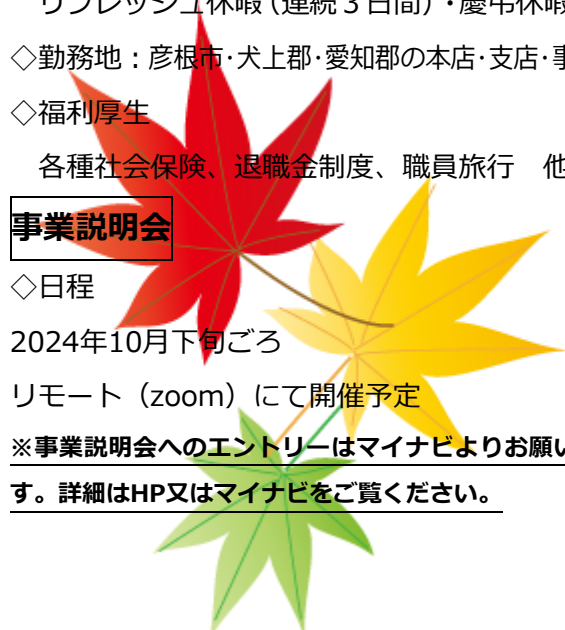 リフレッシュ休暇（連続３日間）・慶弔休暇
◇勤務地：彦根市・犬上郡・愛知郡の本店・支店・事
◇福利厚生
各種社会保険、退職金制度、職員旅行　他
事業説明会
◇日程
2024年10月下旬ごろ
リモート（zoom）にて開催予定
※事業説明会へのエントリーはマイナビよりお願い
す。詳細はHP又はマイナビをご覧ください。